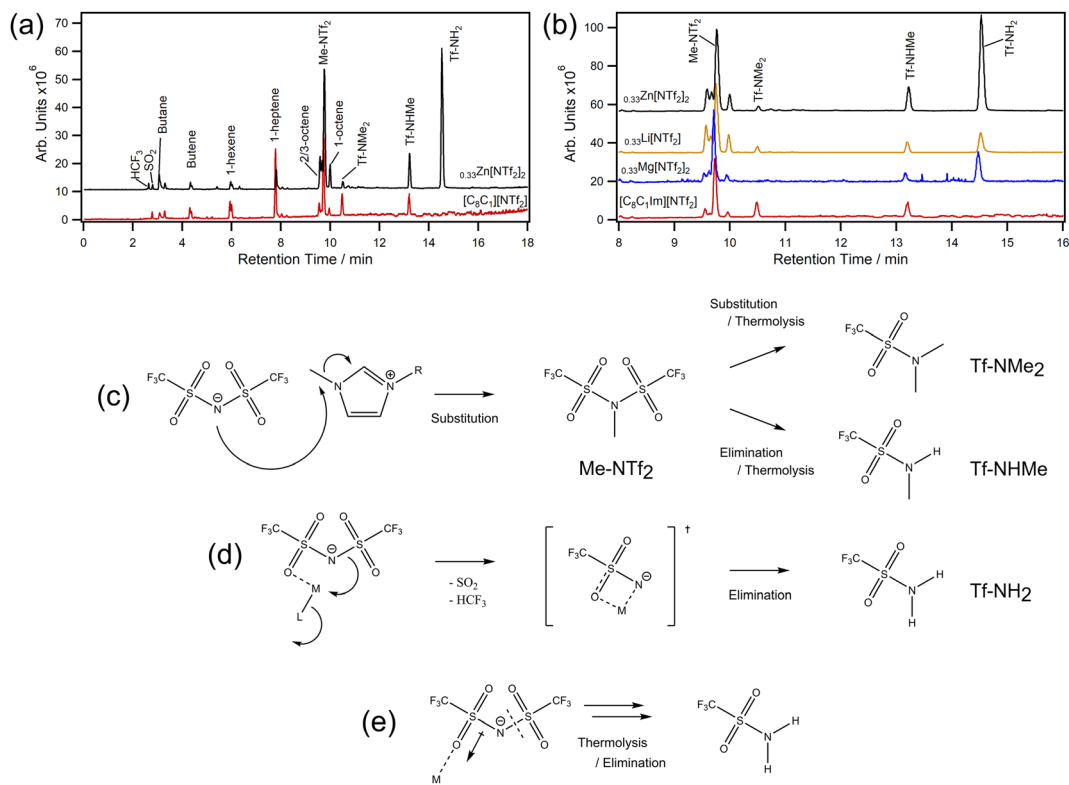 (a)
Arb. Units x10⁶
70
60
50
40
30
20
10
0
HCF₃
SO₂
Butane
Butene
1-hexene
1-heptene
2/3-octene
Me-NTf₂
1-octene
Tf-NMe₂
Tf-NHMe
Tf-NH₂
₀.₃₃Zn[NTf₂]₂
[C₈C₁][NTf₂]
0 2 4 6 8 10 12 14 16 18
Retention Time / min
(b)
Arb. Units x10⁶
100
80
60
40
20
0
Me-NTf₂
Tf-NMe₂
Tf-NHMe
Tf-NH₂
₀.₃₃Zn[NTf₂]₂
₀.₃₃Li[NTf₂]
₀.₃₃Mg[NTf₂]₂
[C₈C₁Im][NTf₂]
8 9 10 11 12 13 14 15 16
Retention Time / min
(c)
F₃C S O O N ⊖ S O O CF₃
N N ⊕ R
Substitution
F₃C S O O N S O O CF₃
Me-NTf₂
Substitution
/ Thermolysis
F₃C S O O N
Tf-NMe₂
Elimination
/ Thermolysis
F₃C S O O N H
Tf-NHMe
(d)
F₃C S O O N ⊖ S O O CF₃
M
L
- SO₂
- HCF₃
F₃C S O O N ⊖ M
†
Elimination
F₃C S O O N H H
Tf-NH₂
(e)
F₃C S O O N ⊖ S O O CF₃
M
Thermolysis
/ Elimination
F₃C S O O N H H